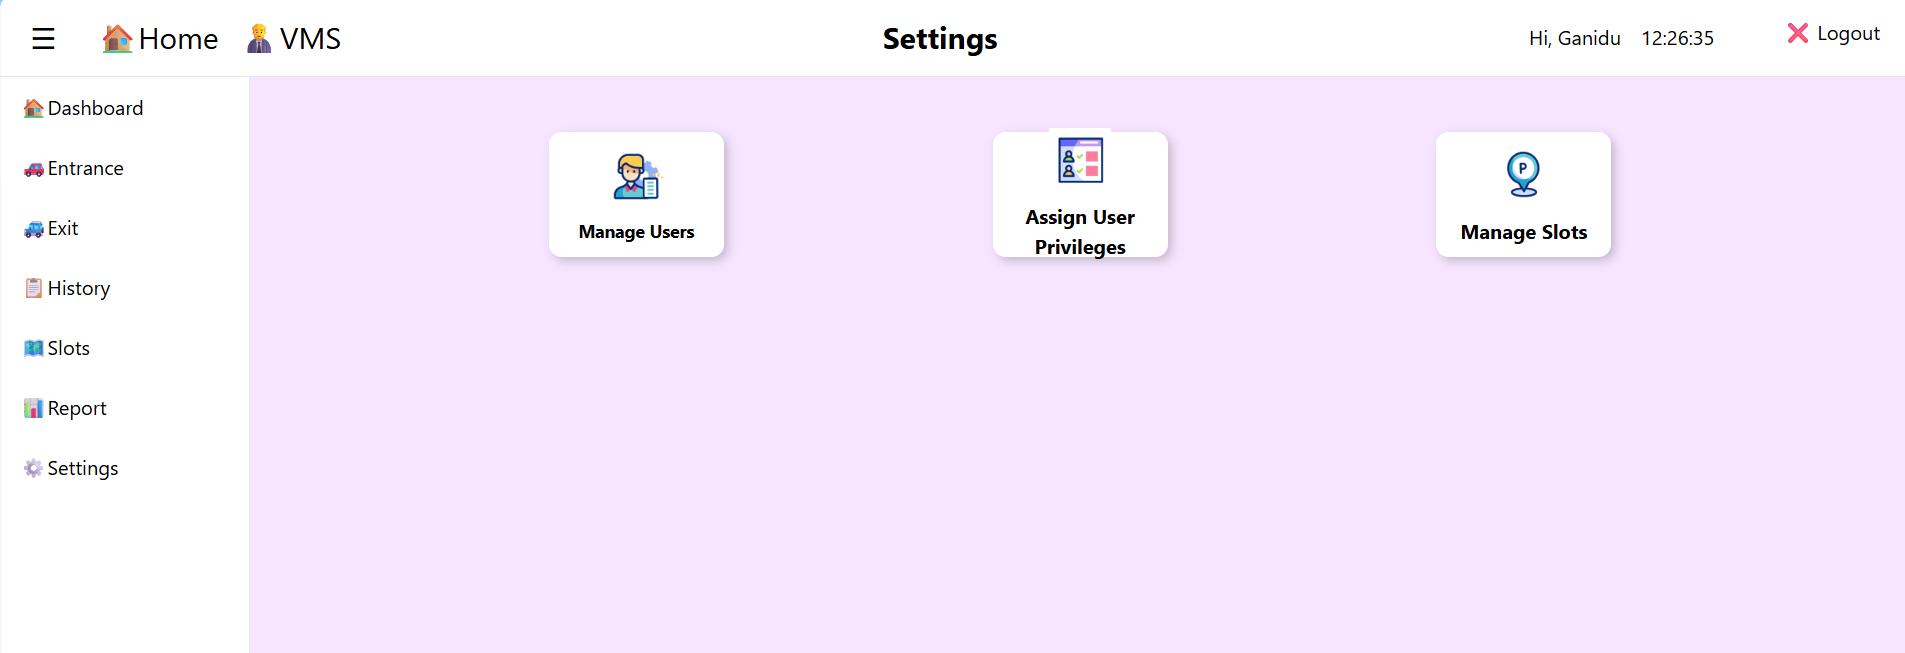 ☰ Home VMS Settings Hi, Ganidu 12:26:35 Logout
Dashboard
Entrance
Exit
History
Slots
Report
Settings
Manage Users
Assign User
Privileges
P
Manage Slots